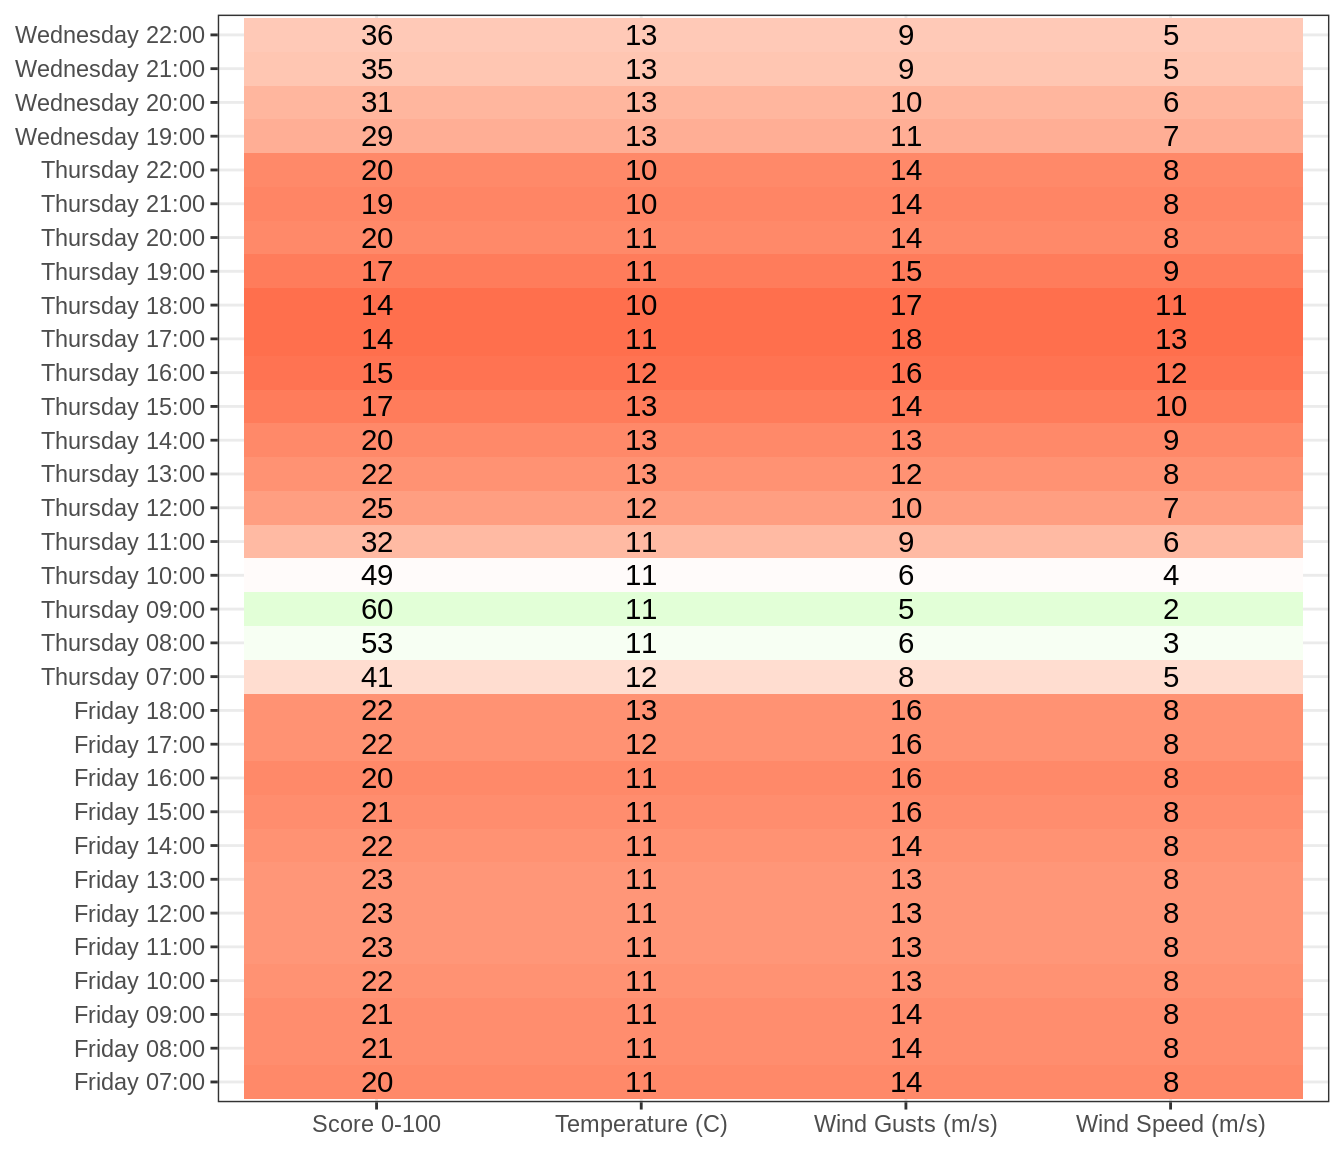 Wednesday 22:00 36 13 9 5
Wednesday 21:00 35 13 9 5
Wednesday 20:00 31 13 10 6
Wednesday 19:00 29 13 11 7
Thursday 22:00 20 10 14 8
Thursday 21:00 19 10 14 8
Thursday 20:00 20 11 14 8
Thursday 19:00 17 11 15 9
Thursday 18:00 14 10 17 11
Thursday 17:00 14 11 18 13
Thursday 16:00 15 12 16 12
Thursday 15:00 17 13 14 10
Thursday 14:00 20 13 13 9
Thursday 13:00 22 13 12 8
Thursday 12:00 25 12 10 7
Thursday 11:00 32 11 9 6
Thursday 10:00 49 11 6 4
Thursday 09:00 60 11 5 2
Thursday 08:00 53 11 6 3
Thursday 07:00 41 12 8 5
Friday 18:00 22 13 16 8
Friday 17:00 22 12 16 8
Friday 16:00 20 11 16 8
Friday 15:00 21 11 16 8
Friday 14:00 22 11 14 8
Friday 13:00 23 11 13 8
Friday 12:00 23 11 13 8
Friday 11:00 23 11 13 8
Friday 10:00 22 11 13 8
Friday 09:00 21 11 14 8
Friday 08:00 21 11 14 8
Friday 07:00 20 11 14 8
Score 0-100 Temperature (C) Wind Gusts (m/s) Wind Speed (m/s)